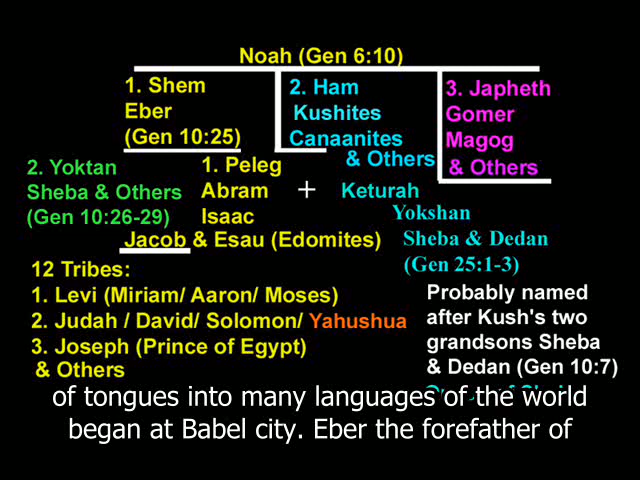 Noah (Gen 6:10)
1. Shem
Eber
(Gen 10:25)
2. Ham
Kushites
Canaanites
& Others
3. Japheth
Gomer
Magog
& Others
2. Yoktan
Sheba & Others
(Gen 10:26-29)
1. Peleg
Abram
Isaac
+
Keturah
Yokshan
Sheba & Dedan
(Gen 25:1-3)
Jacob & Esau (Edomites)
12 Tribes:
1. Levi (Miriam/ Aaron/ Moses)
2. Judah / David/ Solomon/ Yahushua
3. Joseph (Prince of Egypt)
& Others
Probably named
after Kush's two
grandsons Sheba
& Dedan (Gen 10:7)
of tongues into many languages of the world
began at Babel city. Eber the forefather of